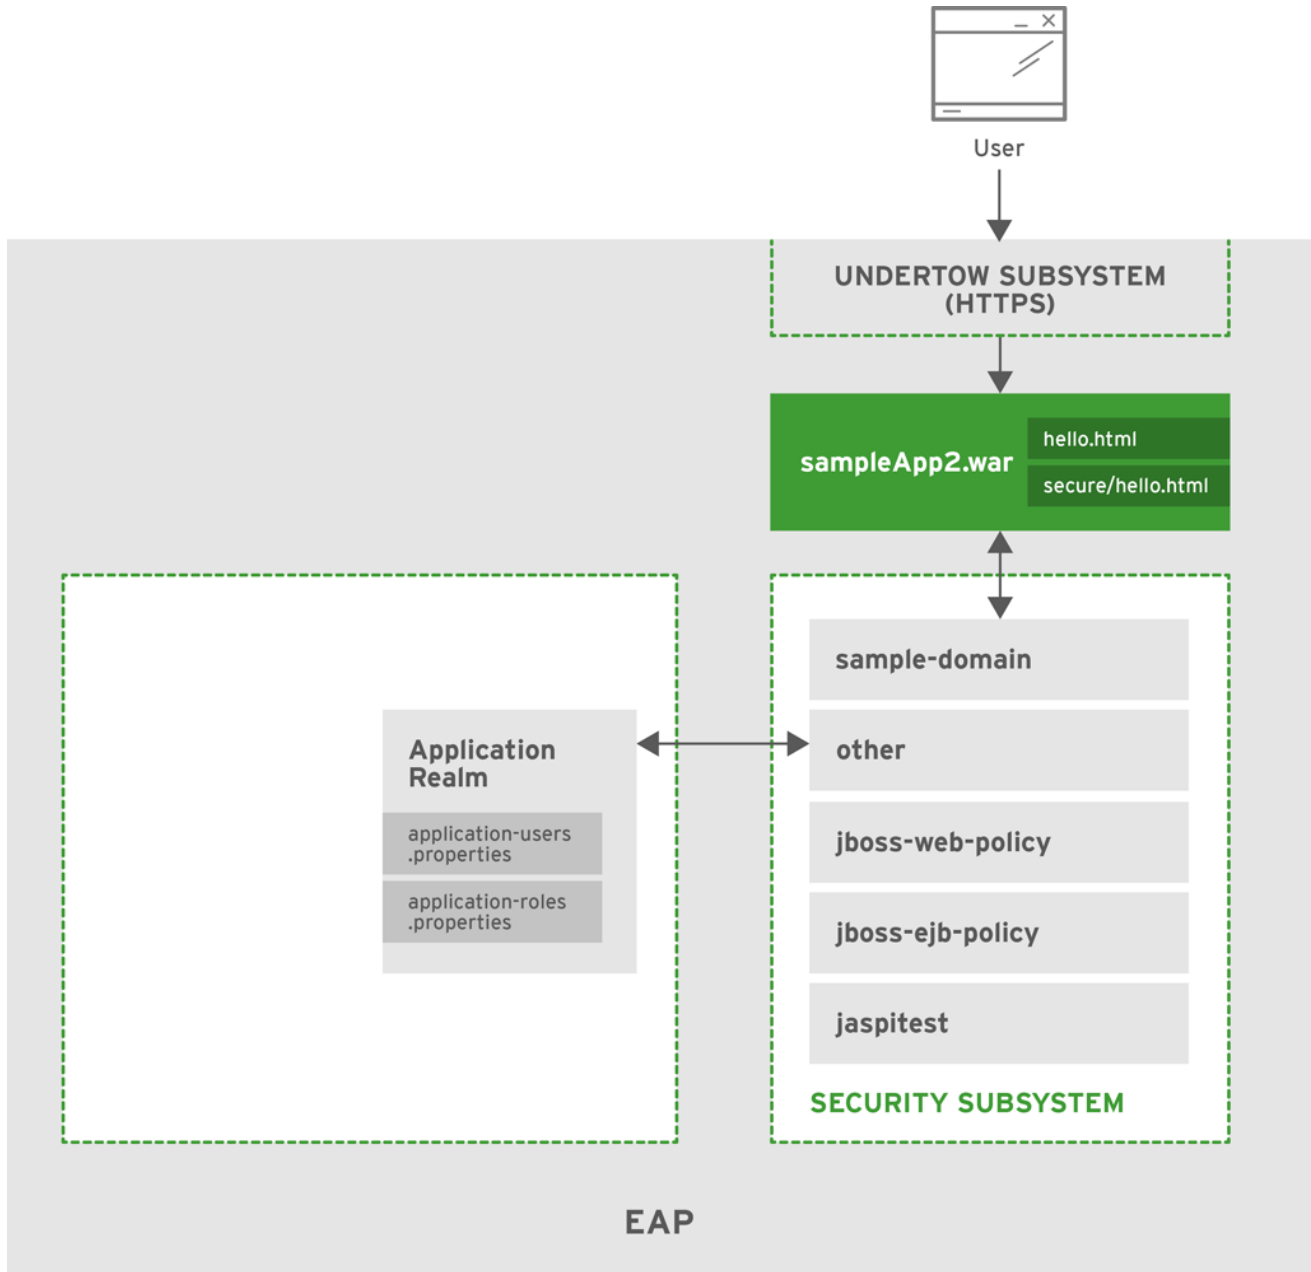 User
UNDERTOW SUBSYSTEM
(HTTPS)
sampleApp2.war
hello.html
secure/hello.html
Application
Realm
application-users
.properties
application-roles
.properties
sample-domain
other
jboss-web-policy
jboss-ejb-policy
jaspitest
SECURITY SUBSYSTEM
EAP